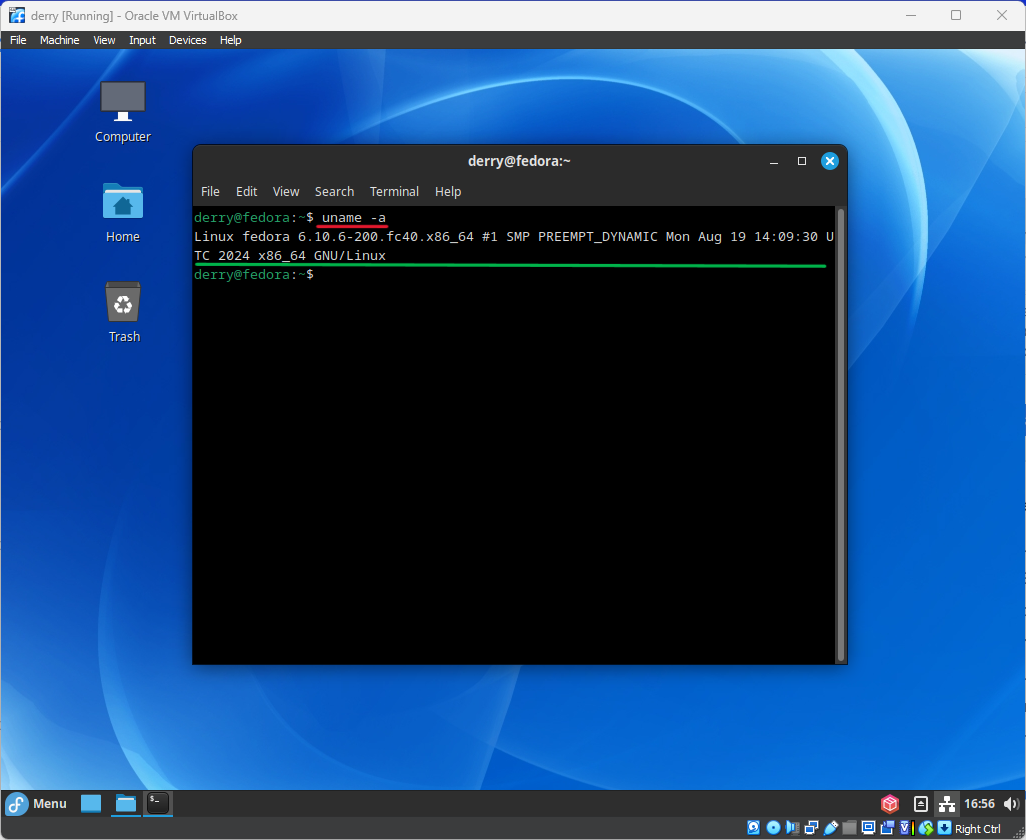 derry [Running] - Oracle VM VirtualBox
File Machine View Input Devices Help
Computer
Home
Trash
derry@fedora:~
File Edit View Search Terminal Help
derry@fedora:~$ uname -a
Linux fedora 6.10.6-200.fc40.x86_64 #1 SMP PREEMPT_DYNAMIC Mon Aug 19 14:09:30 U
TC 2024 x86_64 GNU/Linux
derry@fedora:~$
Menu
$-
16:56
Right Ctrl